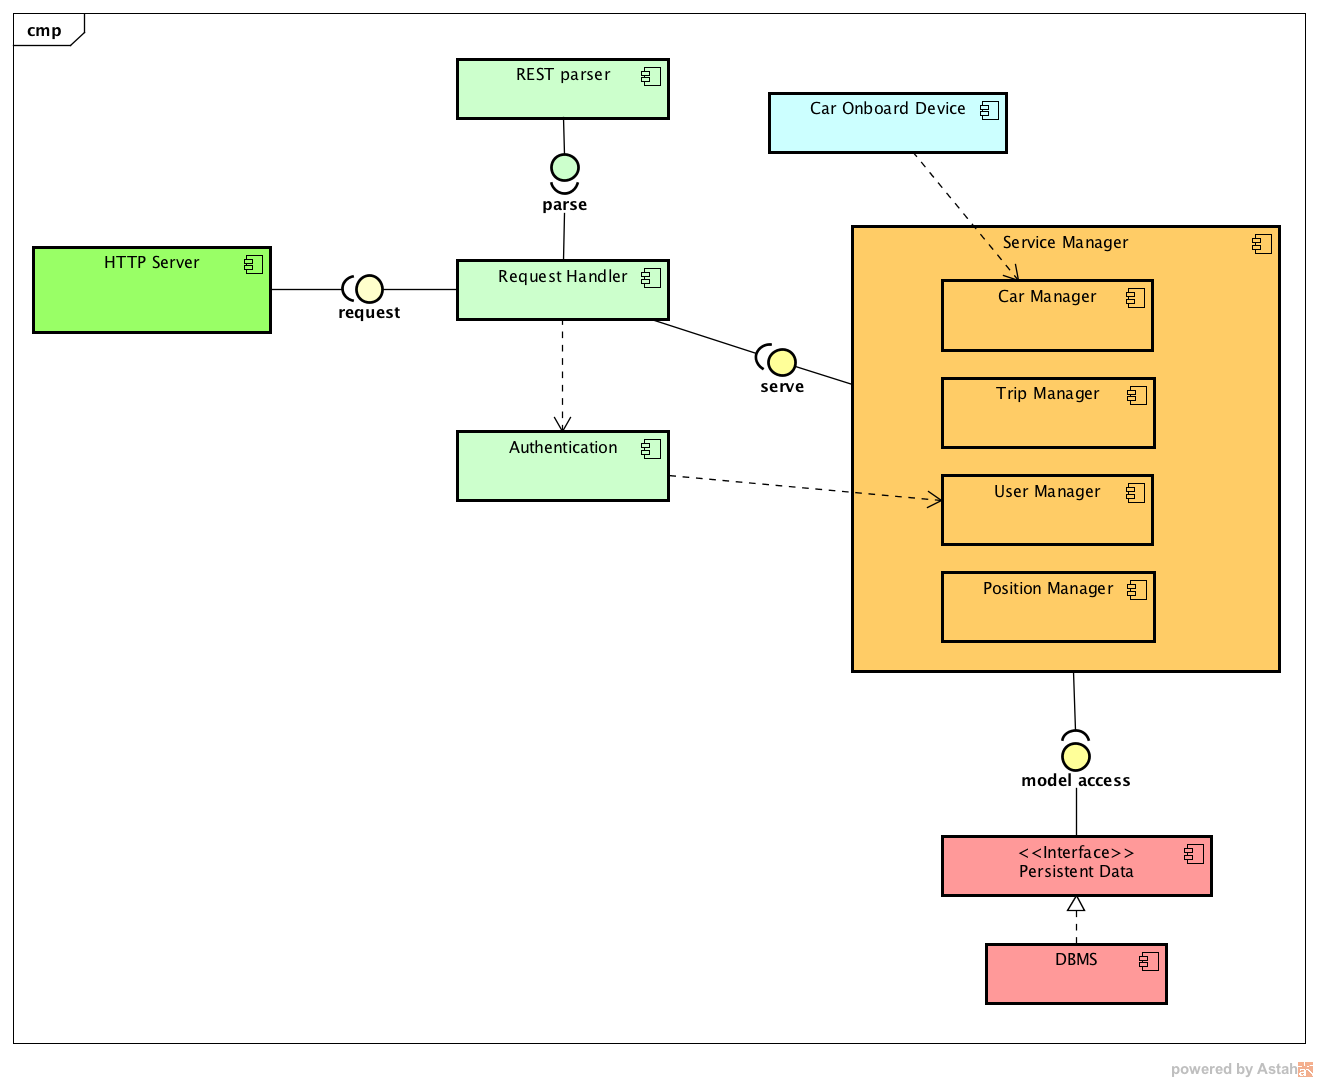 cmp
REST parser
Car Onboard Device
parse
Service Manager
HTTP Server
Request Handler
Car Manager
request
serve
Trip Manager
Authentication
User Manager
Position Manager
model access
<<Interface>>
Persistent Data
DBMS
powered by Astah